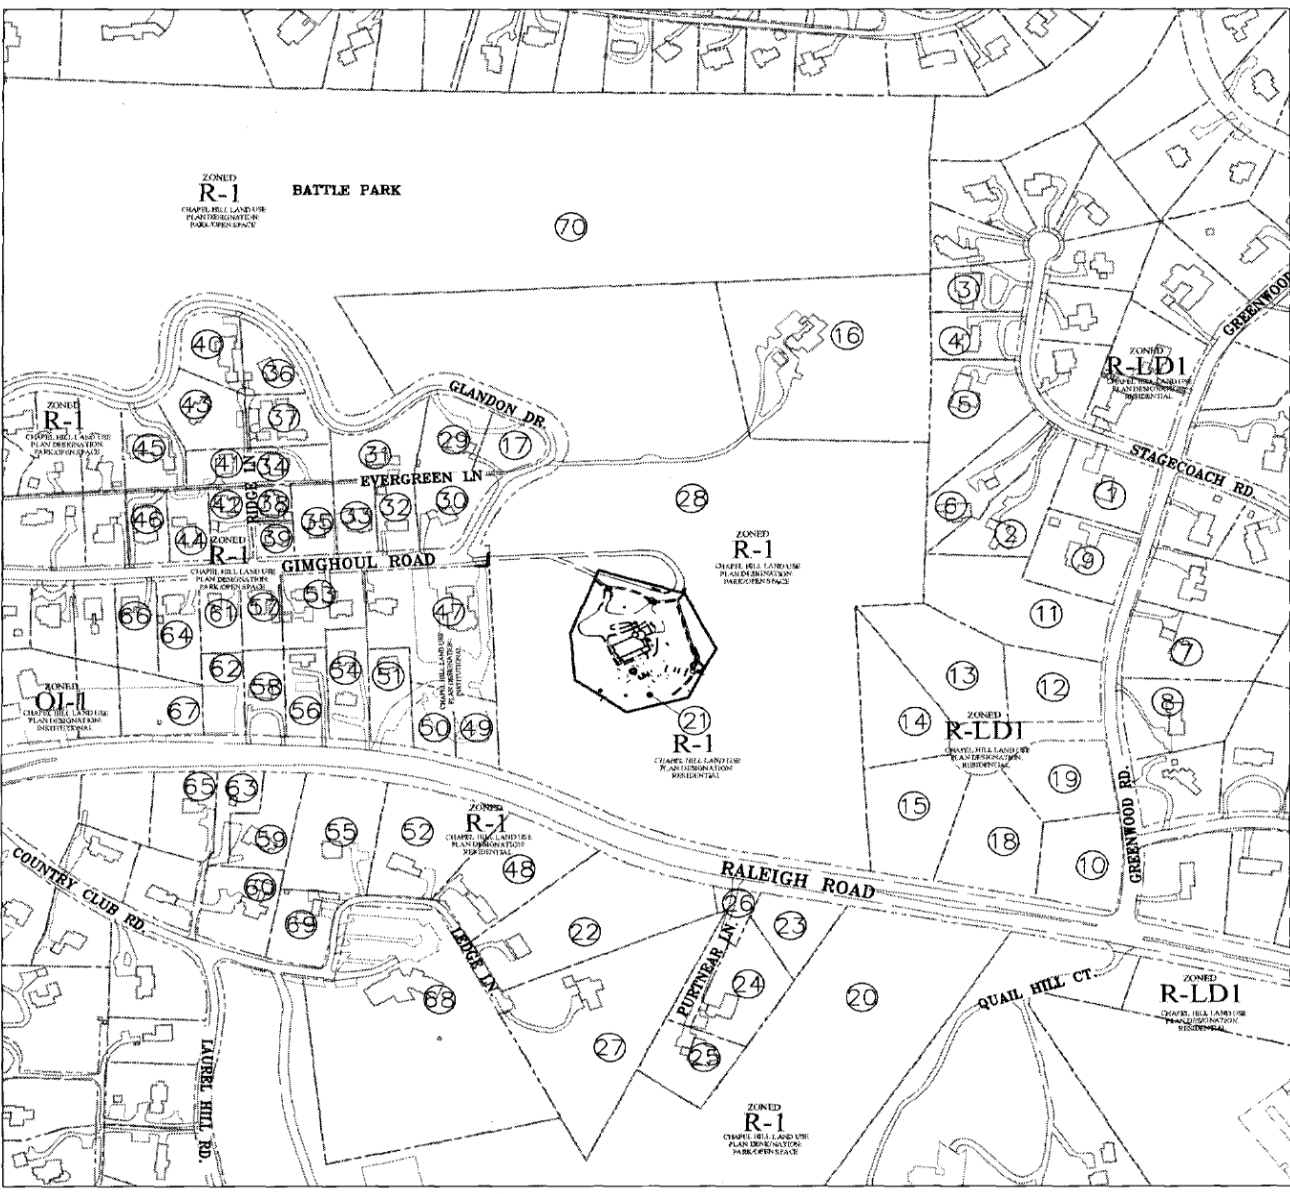 ZONED
R-1
CHAPEL HILL LAND USE
PLAN DESIGNATION:
PARK/OPEN SPACE
BATTLE PARK
70
3
4
5
16
GREENWOOD
ZONED
R-LD1
CHAPEL HILL LAND USE
PLAN DESIGNATION:
RESIDENTIAL
40
36
43
37
GLANDON DR.
29
17
ZONED
R-1
CHAPEL HILL LAND USE
PLAN DESIGNATION:
PARK/OPEN SPACE
45
41
34
31
EVERGREEN LN
RIDGE LN
STAGECOACH RD.
1
6
2
9
28
46
42
38
35
33
32
30
44
39
ZONED
R-1
CHAPEL HILL LAND USE
PLAN DESIGNATION:
PARK/OPEN SPACE
GIMGHOUL ROAD
ZONED
R-1
CHAPEL HILL LAND USE
PLAN DESIGNATION:
PARK/OPEN SPACE
66
64
61
57
53
47
CHAPEL HILL LAND USE
PLAN DESIGNATION:
INSTITUTIONAL
11
7
62
58
56
54
51
13
12
8
ZONED
OI-1
CHAPEL HILL LAND USE
PLAN DESIGNATION:
INSTITUTIONAL
67
50
49
21
R-1
CHAPEL HILL LAND USE
PLAN DESIGNATION:
RESIDENTIAL
14
ZONED
R-LD1
CHAPEL HILL LAND USE
PLAN DESIGNATION:
RESIDENTIAL
19
15
18
10
GREENWOOD RD.
65
63
59
55
52
ZONED
R-1
CHAPEL HILL LAND USE
PLAN DESIGNATION:
RESIDENTIAL
48
60
69
COUNTRY CLUB RD.
RALEIGH ROAD
26
23
22
LEDGE LN
PURTNEAR LN.
24
20
68
27
25
QUAIL HILL CT.
ZONED
R-LD1
CHAPEL HILL LAND USE
PLAN DESIGNATION:
RESIDENTIAL
LAUREL HILL RD.
ZONED
R-1
CHAPEL HILL LAND USE
PLAN DESIGNATION:
PARK/OPEN SPACE